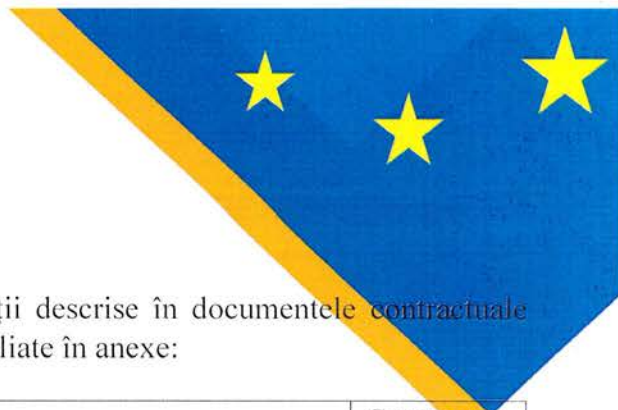 ții descrise în documentele contractuale
liate în anexe: